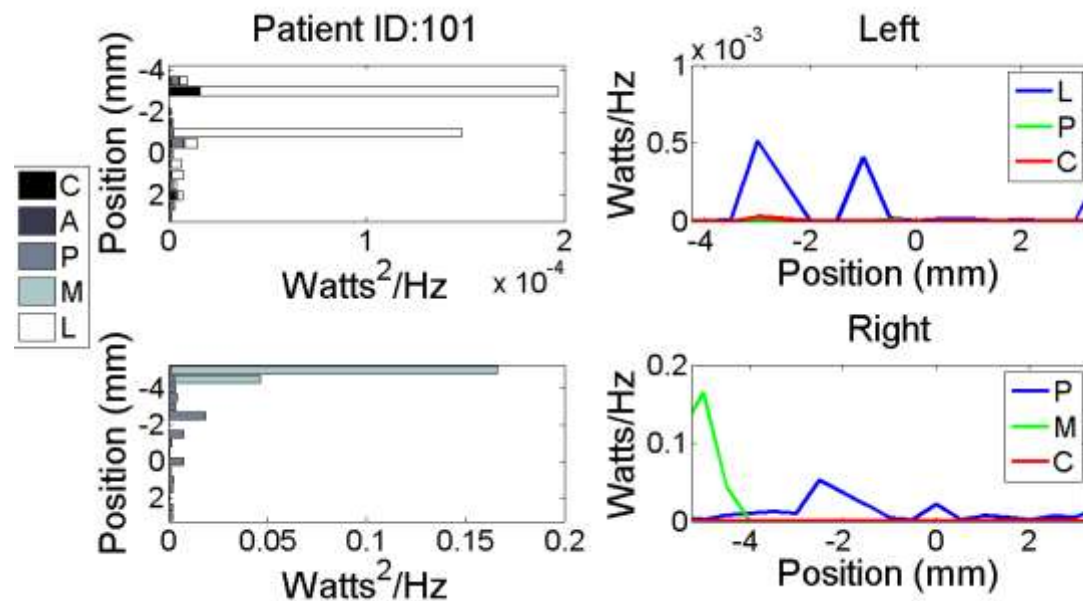 Patient ID:101
Position (mm)
-4
-2
0
2
0 1 2
Watts²/Hz x 10⁻⁴
C
A
P
M
L
Left
x 10⁻³
Watts/Hz
1
0.5
0
-4 -2 0 2
Position (mm)
L
P
C
Position (mm)
-4
-2
0
2
0 0.05 0.1 0.15 0.2
Watts²/Hz
Right
Watts/Hz
0.2
0.1
0
-4 -2 0 2
Position (mm)
P
M
C